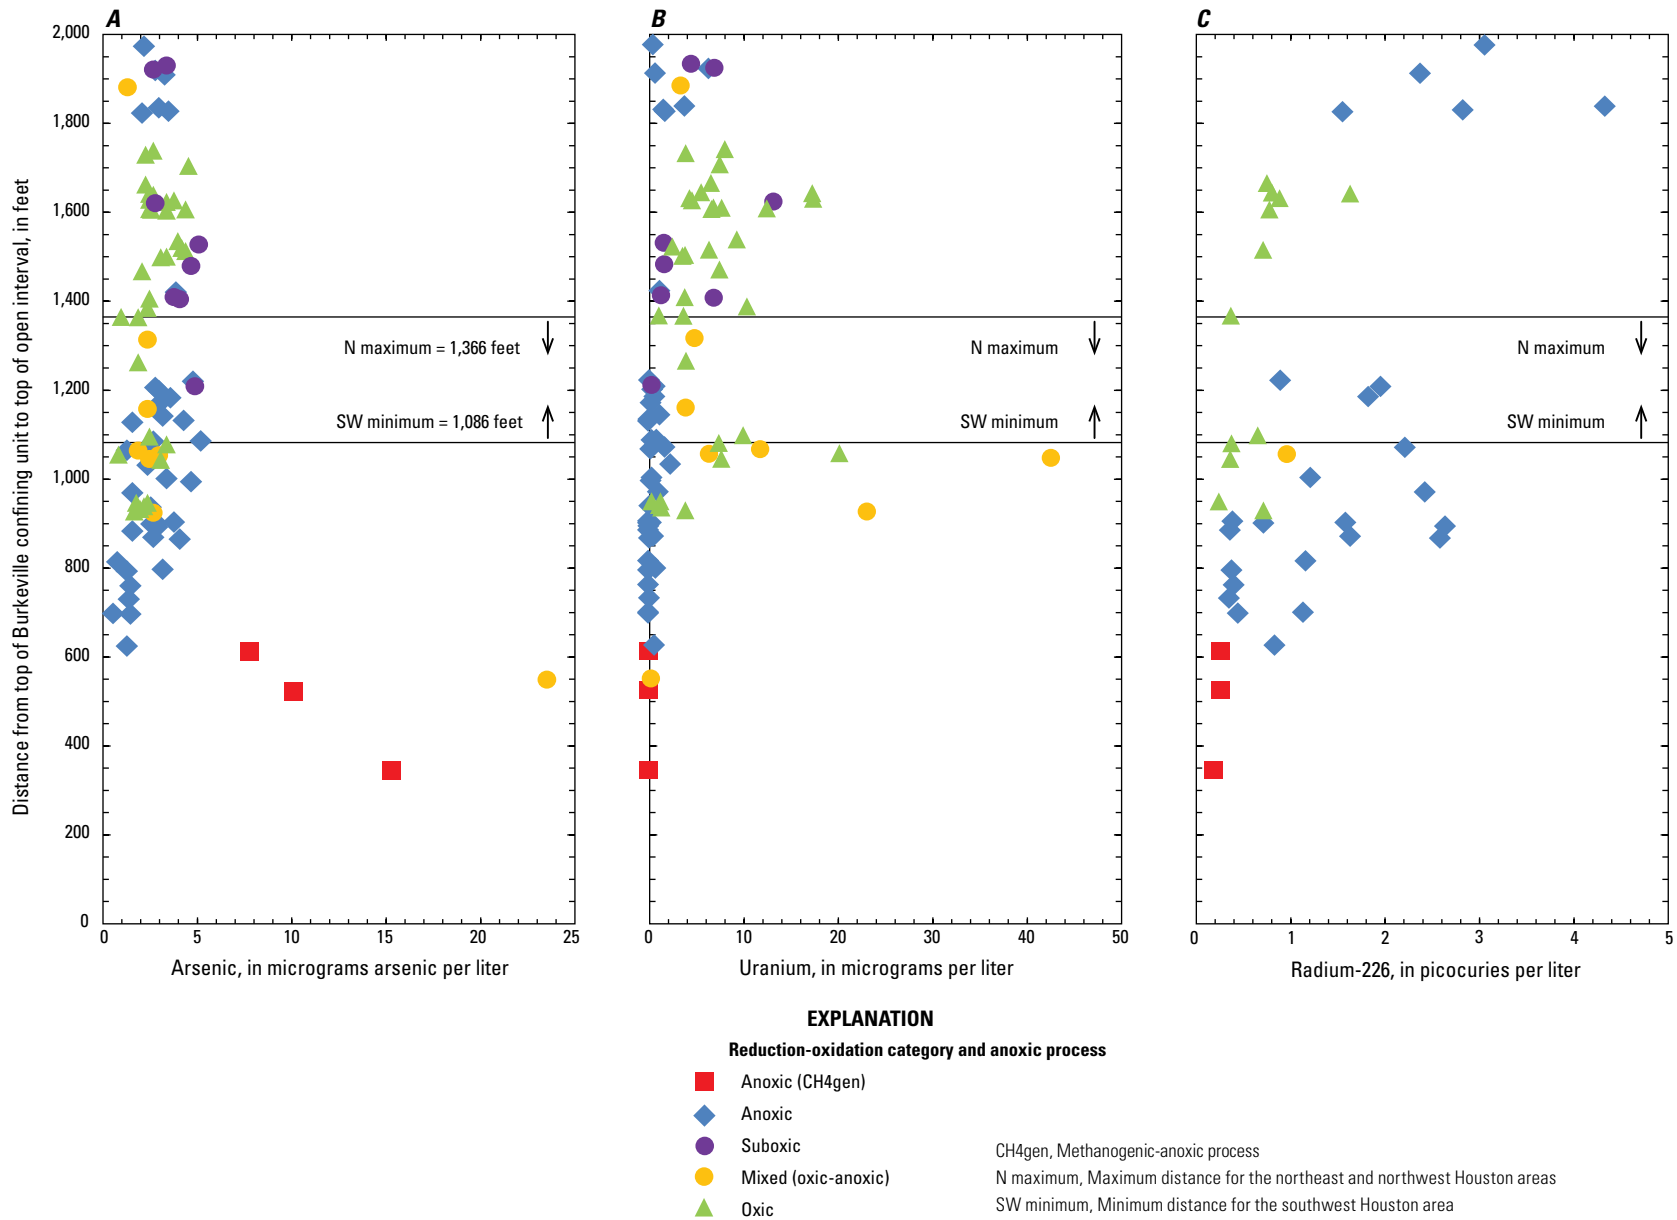 A
B
C
Distance from top of Burkeville confining unit to top of open interval, in feet
2,000
1,800
1,600
1,400
1,200
1,000
800
600
400
200
0
N maximum = 1,366 feet
SW minimum = 1,086 feet
N maximum
SW minimum
N maximum
SW minimum
0 5 10 15 20 25
0 10 20 30 40 50
0 1 2 3 4 5
Arsenic, in micrograms arsenic per liter
Uranium, in micrograms per liter
Radium-226, in picocuries per liter
EXPLANATION
Reduction-oxidation category and anoxic process
Anoxic (CH4gen)
Anoxic
Suboxic
Mixed (oxic-anoxic)
Oxic
CH4gen, Methanogenic-anoxic process
N maximum, Maximum distance for the northeast and northwest Houston areas
SW minimum, Minimum distance for the southwest Houston area